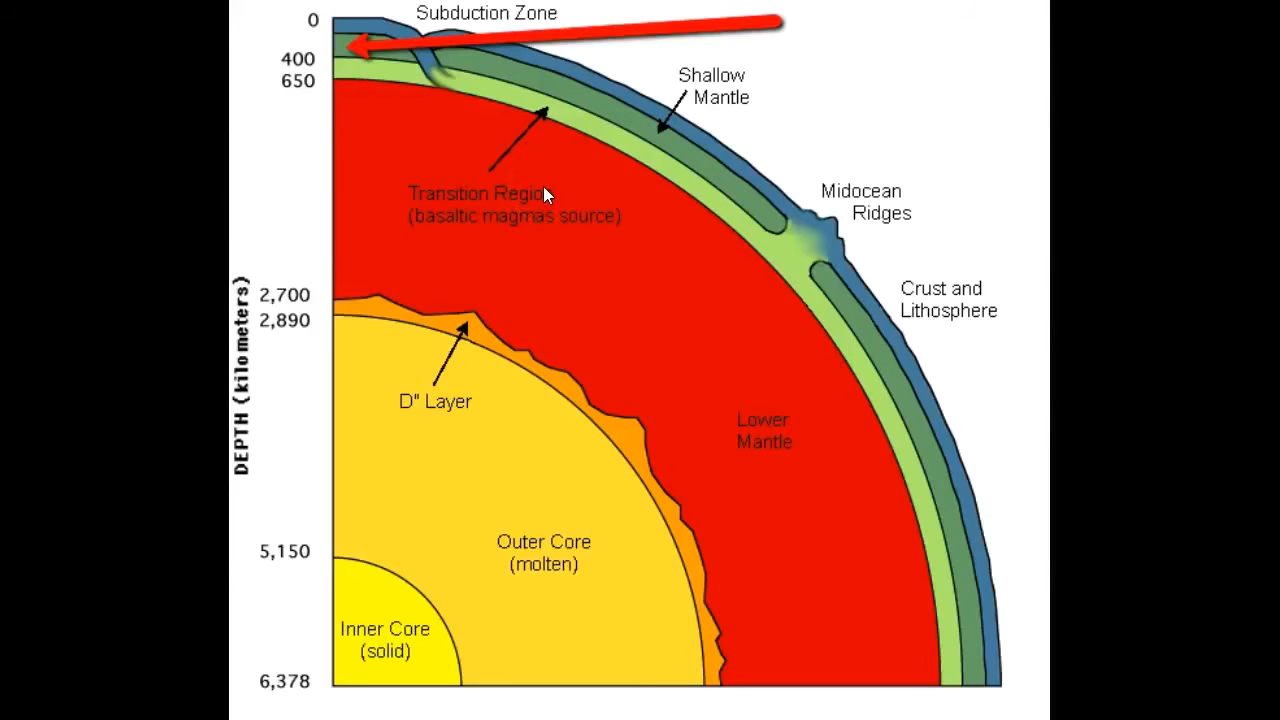 0
Subduction Zone
400
650
Shallow
Mantle
Transition Region
(basaltic magmas source)
Midocean
Ridges
Crust and
Lithosphere
DEPTH (kilometers)
2,700
2,890
D" Layer
Lower
Mantle
5,150
Outer Core
(molten)
Inner Core
(solid)
6,378